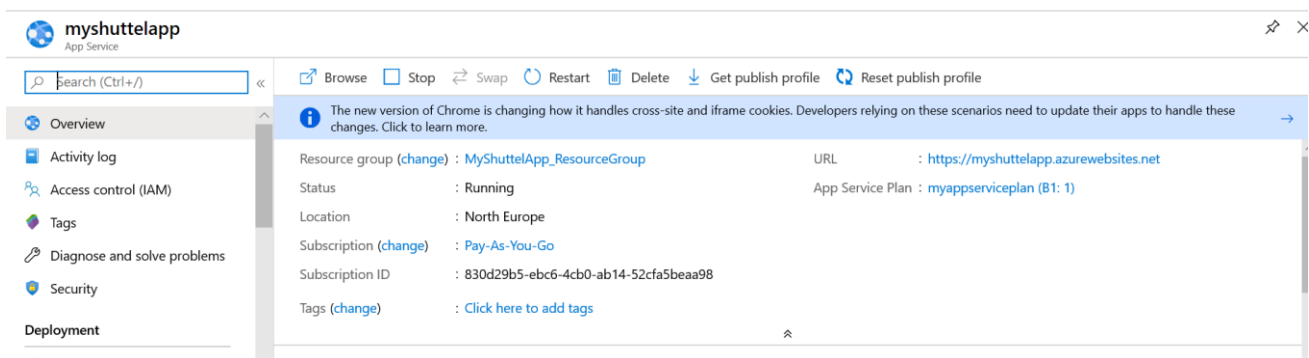 myshuttelapp
App Service
Search (Ctrl+/)
«
Overview
Activity log
Access control (IAM)
Tags
Diagnose and solve problems
Security
Deployment
Browse Stop Swap Restart Delete Get publish profile Reset publish profile
The new version of Chrome is changing how it handles cross-site and iframe cookies. Developers relying on these scenarios need to update their apps to handle these
changes. Click to learn more.
Resource group (change) : MyShuttelApp_ResourceGroup
Status : Running
Location : North Europe
Subscription (change) : Pay-As-You-Go
Subscription ID : 830d29b5-ebc6-4cb0-ab14-52cfa5beaa98
Tags (change) : Click here to add tags
URL : https://myshuttelapp.azurewebsites.net
App Service Plan : myappserviceplan (B1: 1)